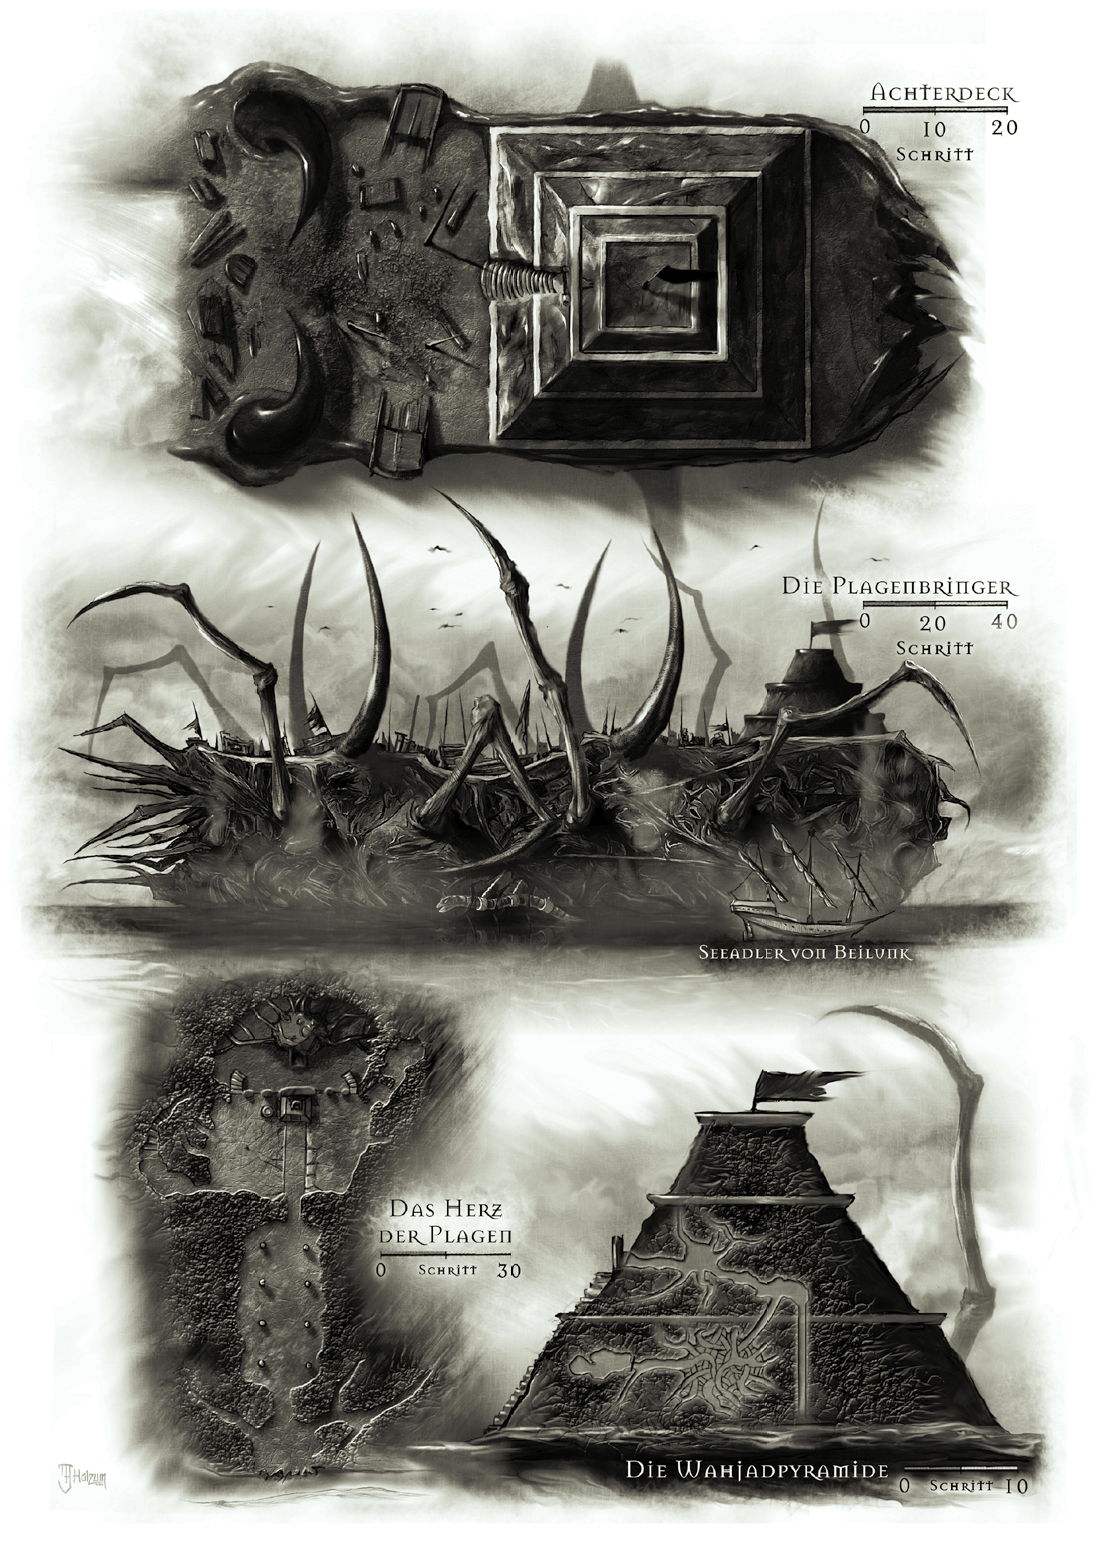 Achterdeck
0 10 20
Schritt
Die Plagenbringer
0 20 40
Schritt
Seeadler von Beilunk
Das Herz
der Plagen
0 Schritt 30
Die Wahjadpyramide
0 Schritt 10